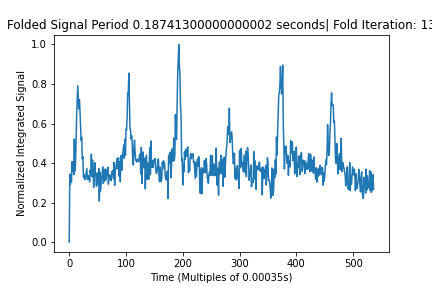 Folded Signal Period 0.18741300000000002 seconds| Fold Iteration: 13
1.0
0.8
0.6
0.4
0.2
0.0
Normalized Integrated Signal
0 100 200 300 400 500
Time (Multiples of 0.00035s)